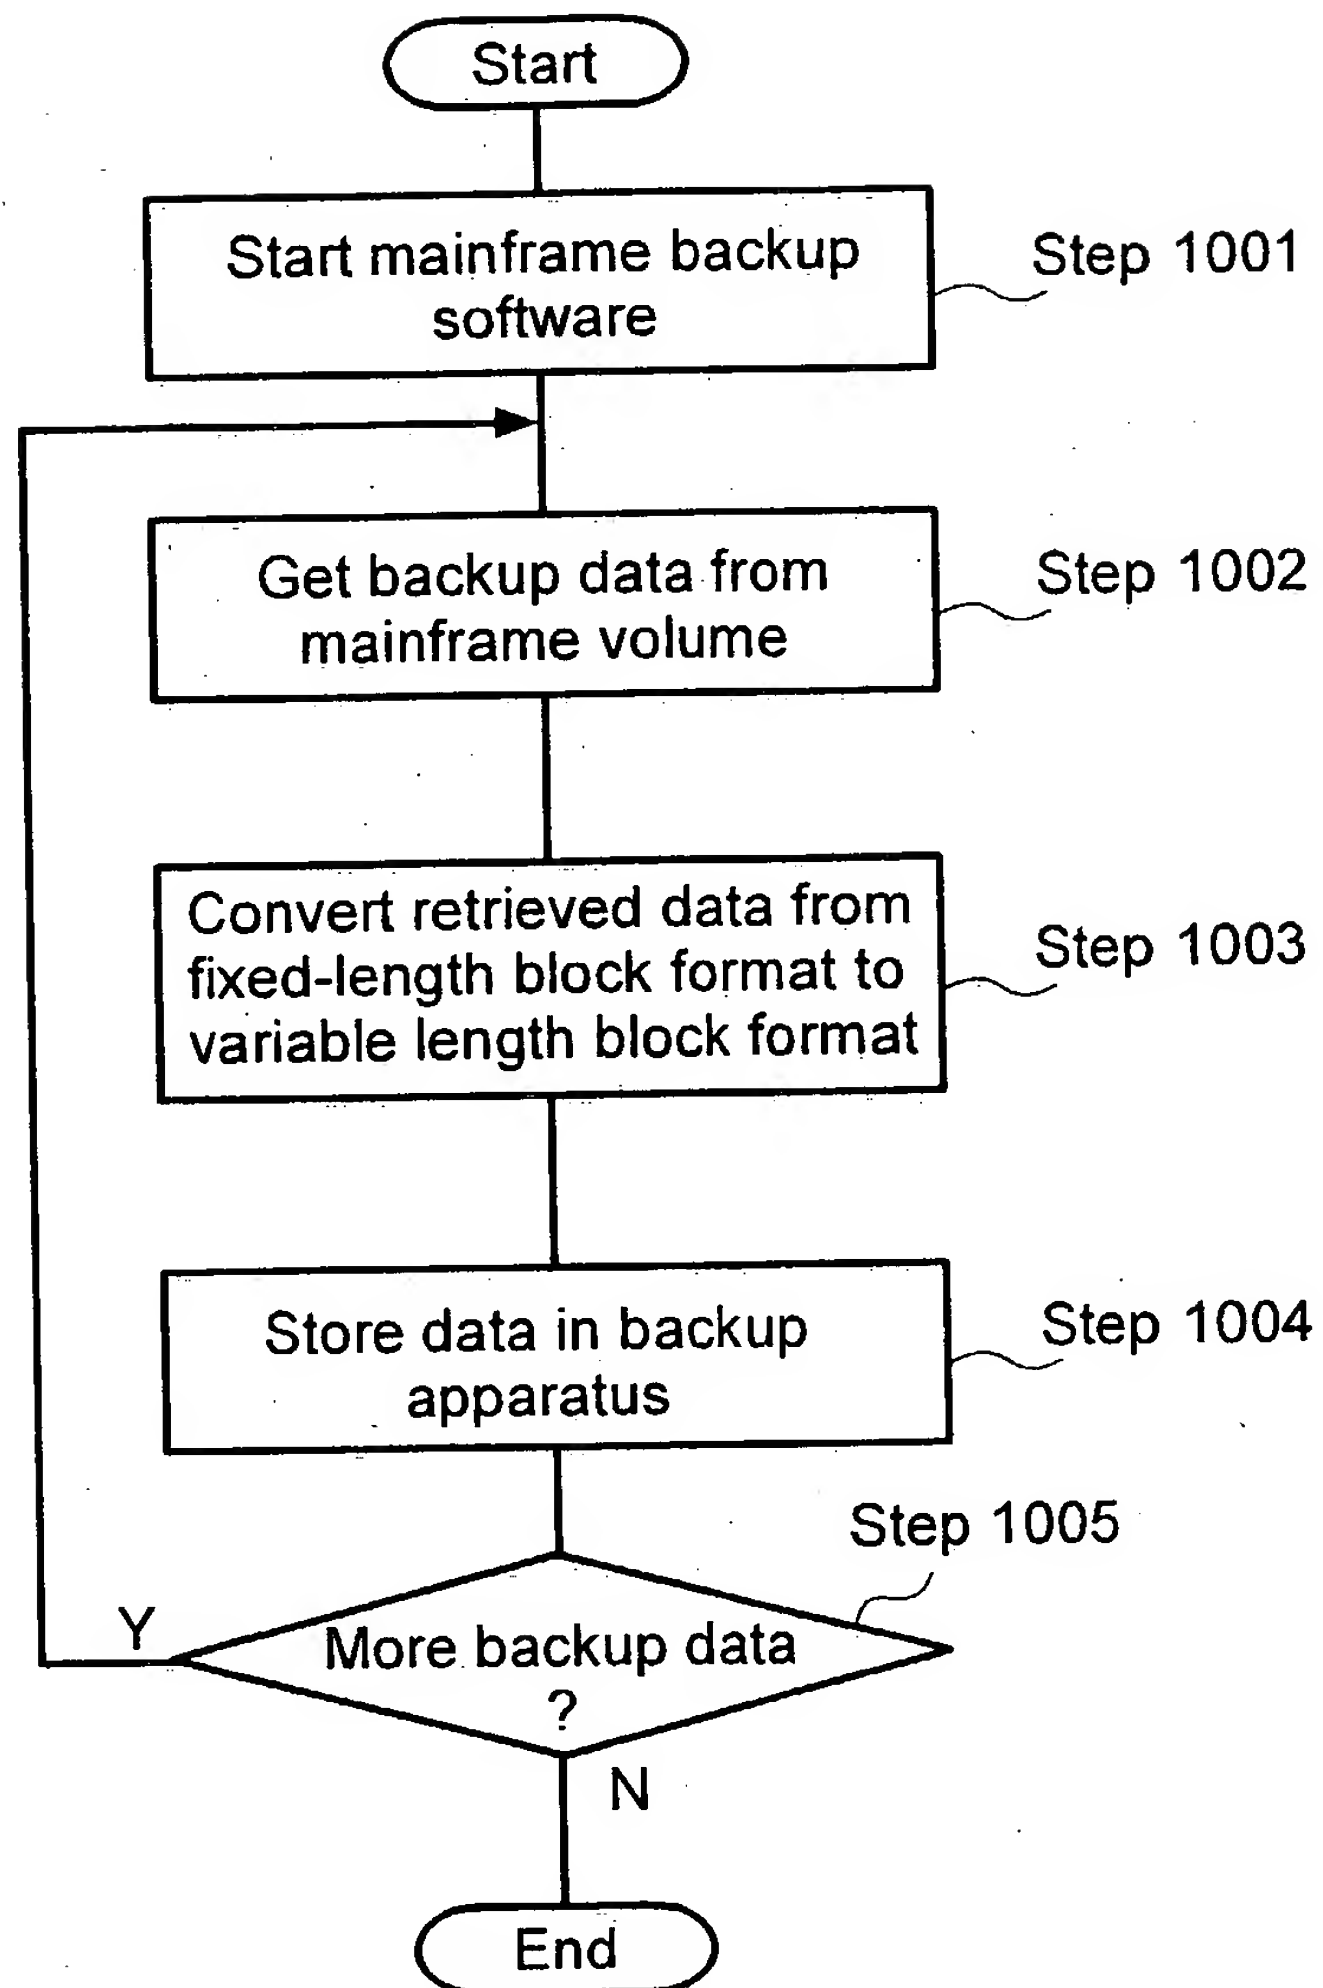 Start
Start mainframe backup
software
Step 1001
Get backup data from
mainframe volume
Step 1002
Convert retrieved data from
fixed-length block format to
variable length block format
Step 1003
Store data in backup
apparatus
Step 1004
Step 1005
Y
More backup data
?
N
End